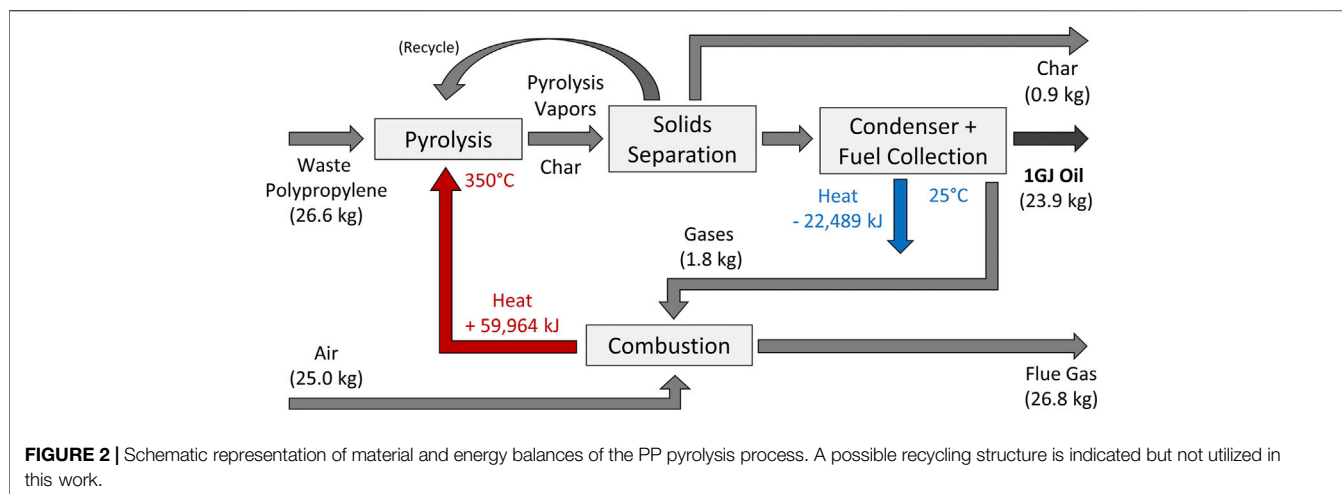 (Recycle)
Char
(0.9 kg)
Pyrolysis
Vapors
Pyrolysis
Solids
Separation
Condenser +
Fuel Collection
Char
Waste
Polypropylene
(26.6 kg)
350°C
1GJ Oil
(23.9 kg)
Heat
- 22,489 kJ
25°C
Gases
(1.8 kg)
Heat
+ 59,964 kJ
Combustion
Air
(25.0 kg)
Flue Gas
(26.8 kg)
FIGURE 2 | Schematic representation of material and energy balances of the PP pyrolysis process. A possible recycling structure is indicated but not utilized in
this work.